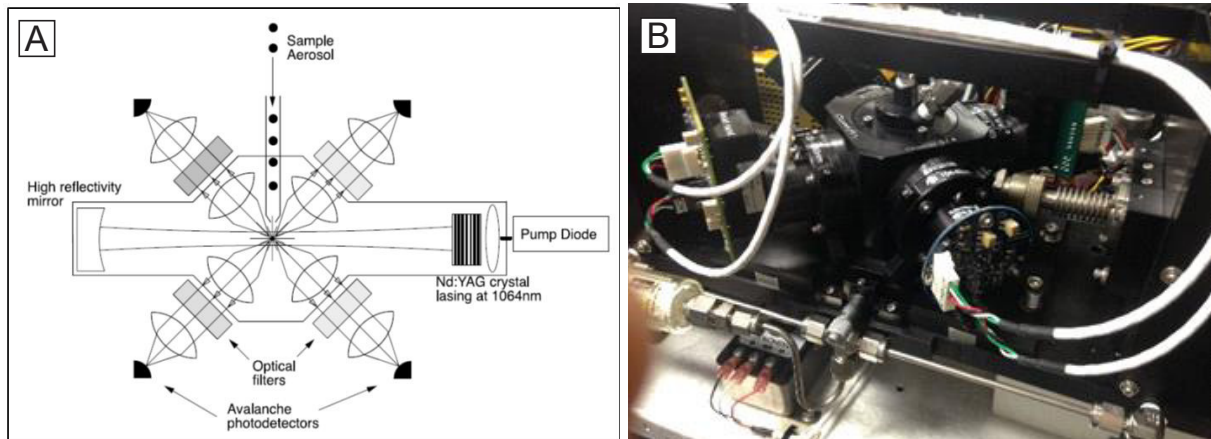 A
Sample
Aerosol
High reflectivity
mirror
Pump Diode
Nd:YAG crystal
lasing at 1064nm
Optical
filters
Avalanche
photodetectors
B